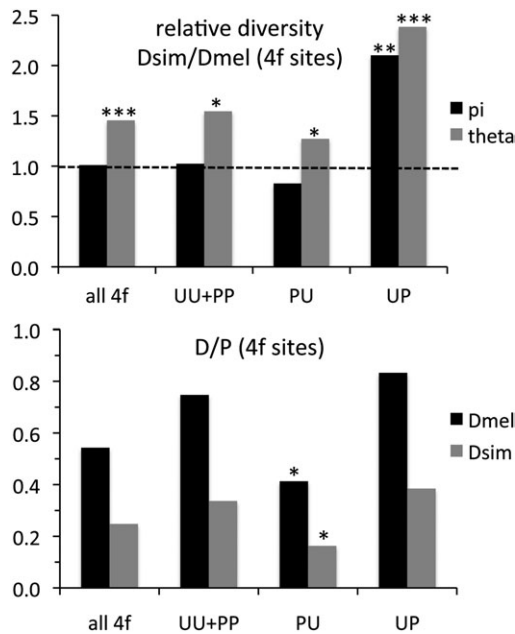 relative diversity
Dsim/Dmel (4f sites)
2.5
2.0
1.5
1.0
0.5
0.0
***
*
*
**
***
pi
theta
all 4f
UU+PP
PU
UP
D/P (4f sites)
1.0
0.8
0.6
0.4
0.2
0.0
*
*
Dmel
Dsim
all 4f
UU+PP
PU
UP